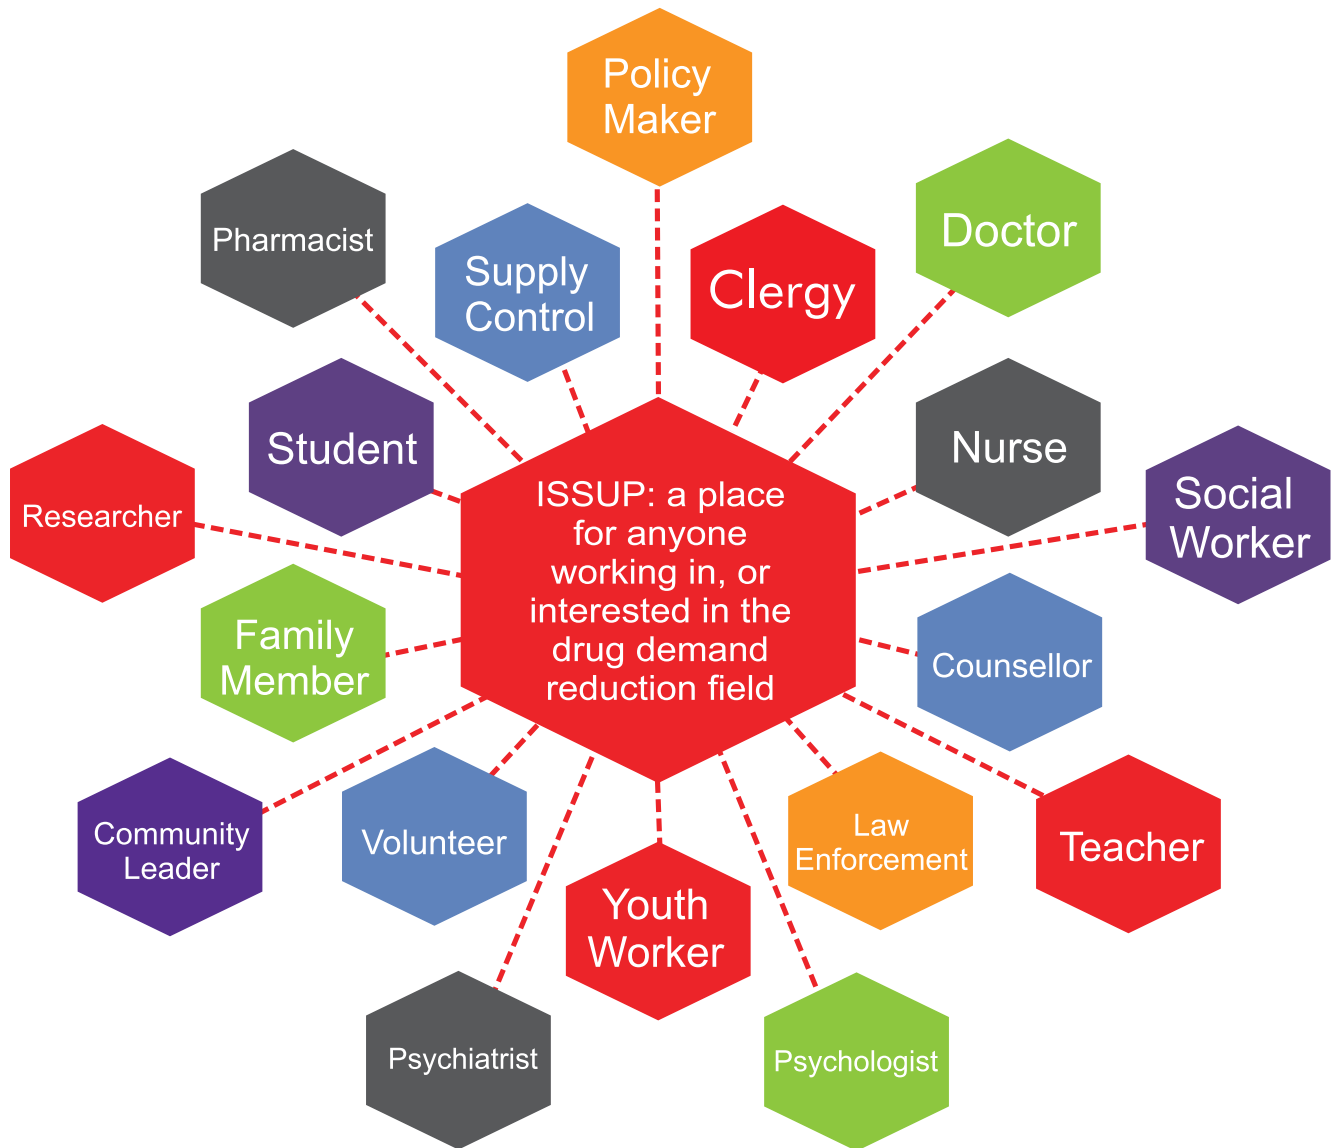 Policy
Maker
Pharmacist
Supply
Control
Clergy
Doctor
Student
Nurse
Researcher
ISSUP: a place
for anyone
working in, or
interested in the
drug demand
reduction field
Social
Worker
Family
Member
Counsellor
Community
Leader
Volunteer
Youth
Worker
Law
Enforcement
Teacher
Psychiatrist
Psychologist